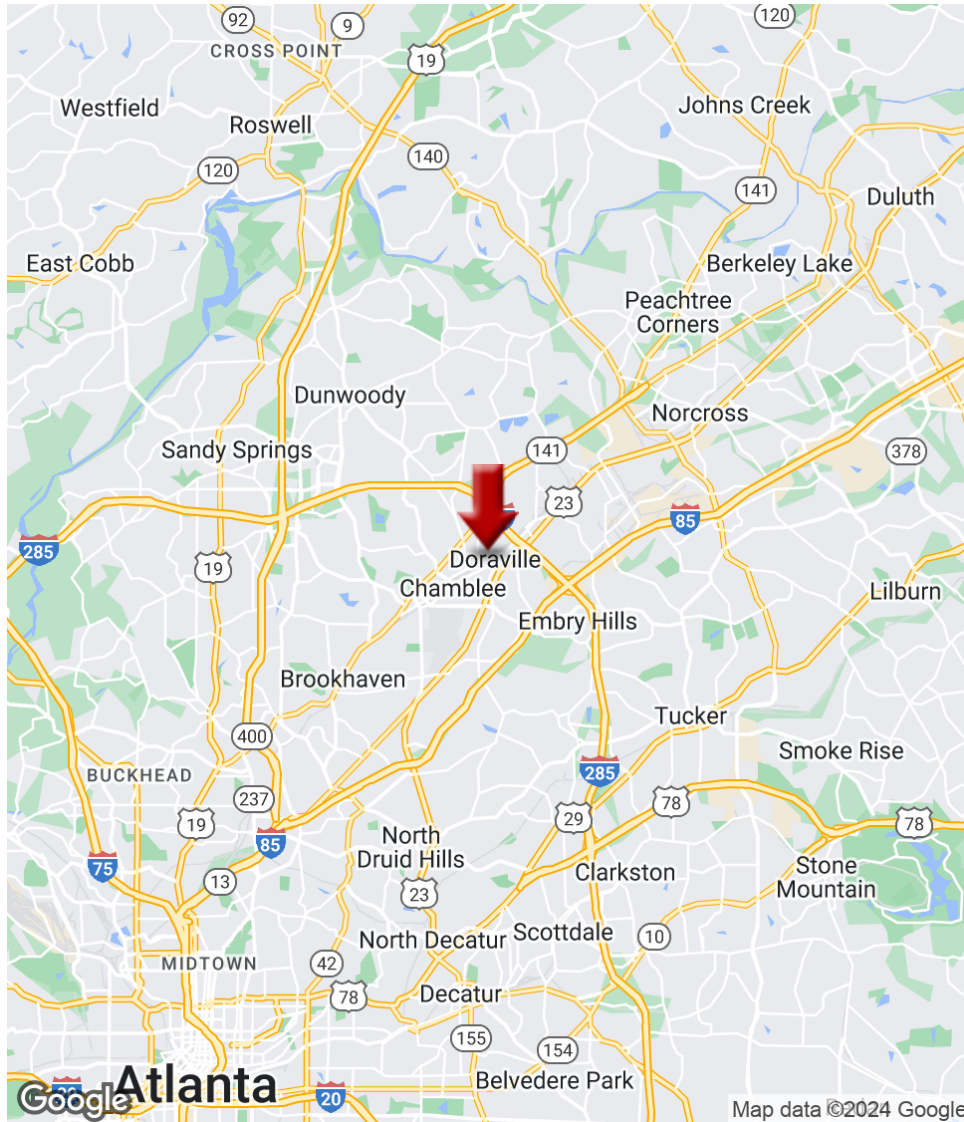 92
9
120
CROSS POINT
19
Westfield
Johns Creek
Roswell
140
120
141
Duluth
East Cobb
Berkeley Lake
Peachtree
Corners
Dunwoody
Norcross
Sandy Springs
141
378
23
85
285
19
Doraville
Chamblee
Lilburn
Embry Hills
Brookhaven
Tucker
400
Smoke Rise
BUCKHEAD
285
237
78
19
29
78
85
North
Druid Hills
75
Clarkston
Stone
Mountain
13
23
North Decatur
Scottdale
10
MIDTOWN
42
78
Decatur
155
154
Belvedere Park
Atlanta
20
Google
Map data ©2024 Google